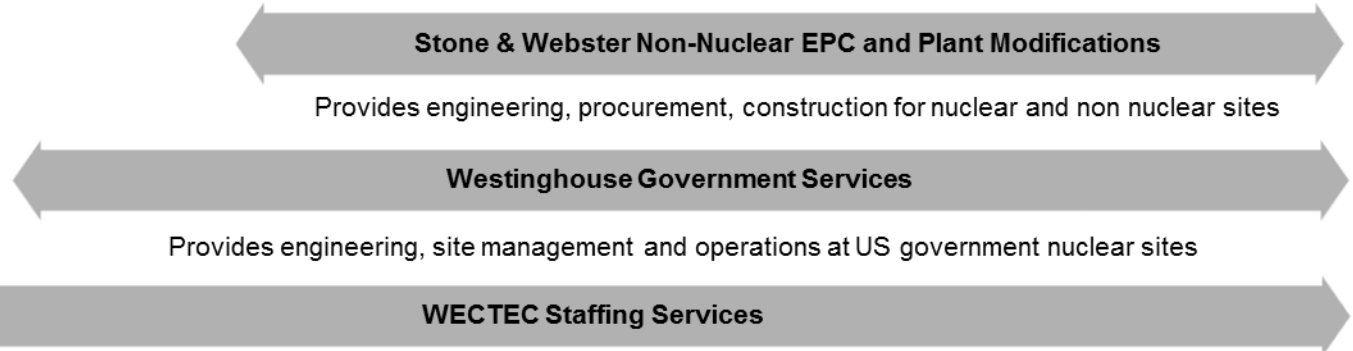 Stone & Webster Non-Nuclear EPC and Plant Modifications
Provides engineering, procurement, construction for nuclear and non nuclear sites
Westinghouse Government Services
Provides engineering, site management and operations at US government nuclear sites
WECTEC Staffing Services